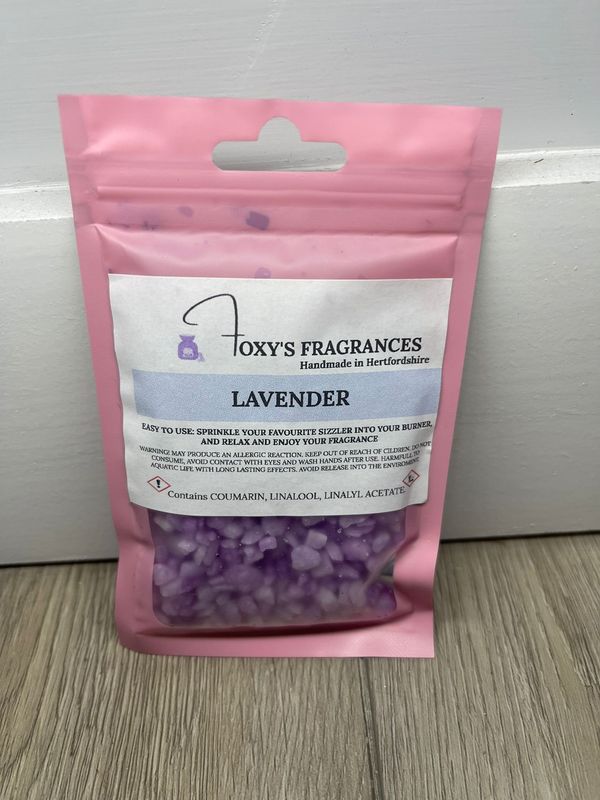 FOXY'S FRAGRANCES
Handmade in Hertfordshire
LAVENDER
EASY TO USE: SPRINKLE YOUR FAVOURITE SIZZLER INTO YOUR BURNER,
AND RELAX AND ENJOY YOUR FRAGRANCE
WARNING! MAY PRODUCE AN ALLERGIC REACTION. KEEP OUT OF REACH OF CILDREN. DO NOT
CONSUME, AVOID CONTACT WITH EYES AND WASH HANDS AFTER USE. HARMFULL TO
AQUATIC LIFE WITH LONG LASTING EFFECTS. AVOID RELEASE INTO THE ENVIROMENT
Contains COUMARIN, LINALOOL, LINALYL ACETATE.